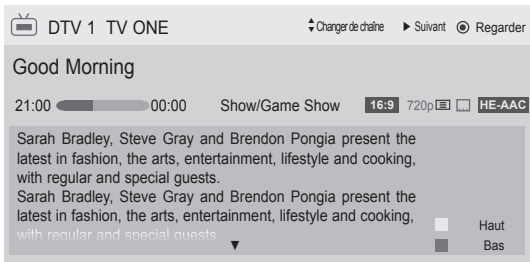 DTV 1 TV ONE Changer de chaîne Suivant Regarder
Good Morning
21:00 00:00 Show/Game Show 16:9 720p HE-AAC
Sarah Bradley, Steve Gray and Brendon Pongia present the
latest in fashion, the arts, entertainment, lifestyle and cooking,
with regular and special guests.
Sarah Bradley, Steve Gray and Brendon Pongia present the
latest in fashion, the arts, entertainment, lifestyle and cooking,
with regular and special guests.
Haut
Bas